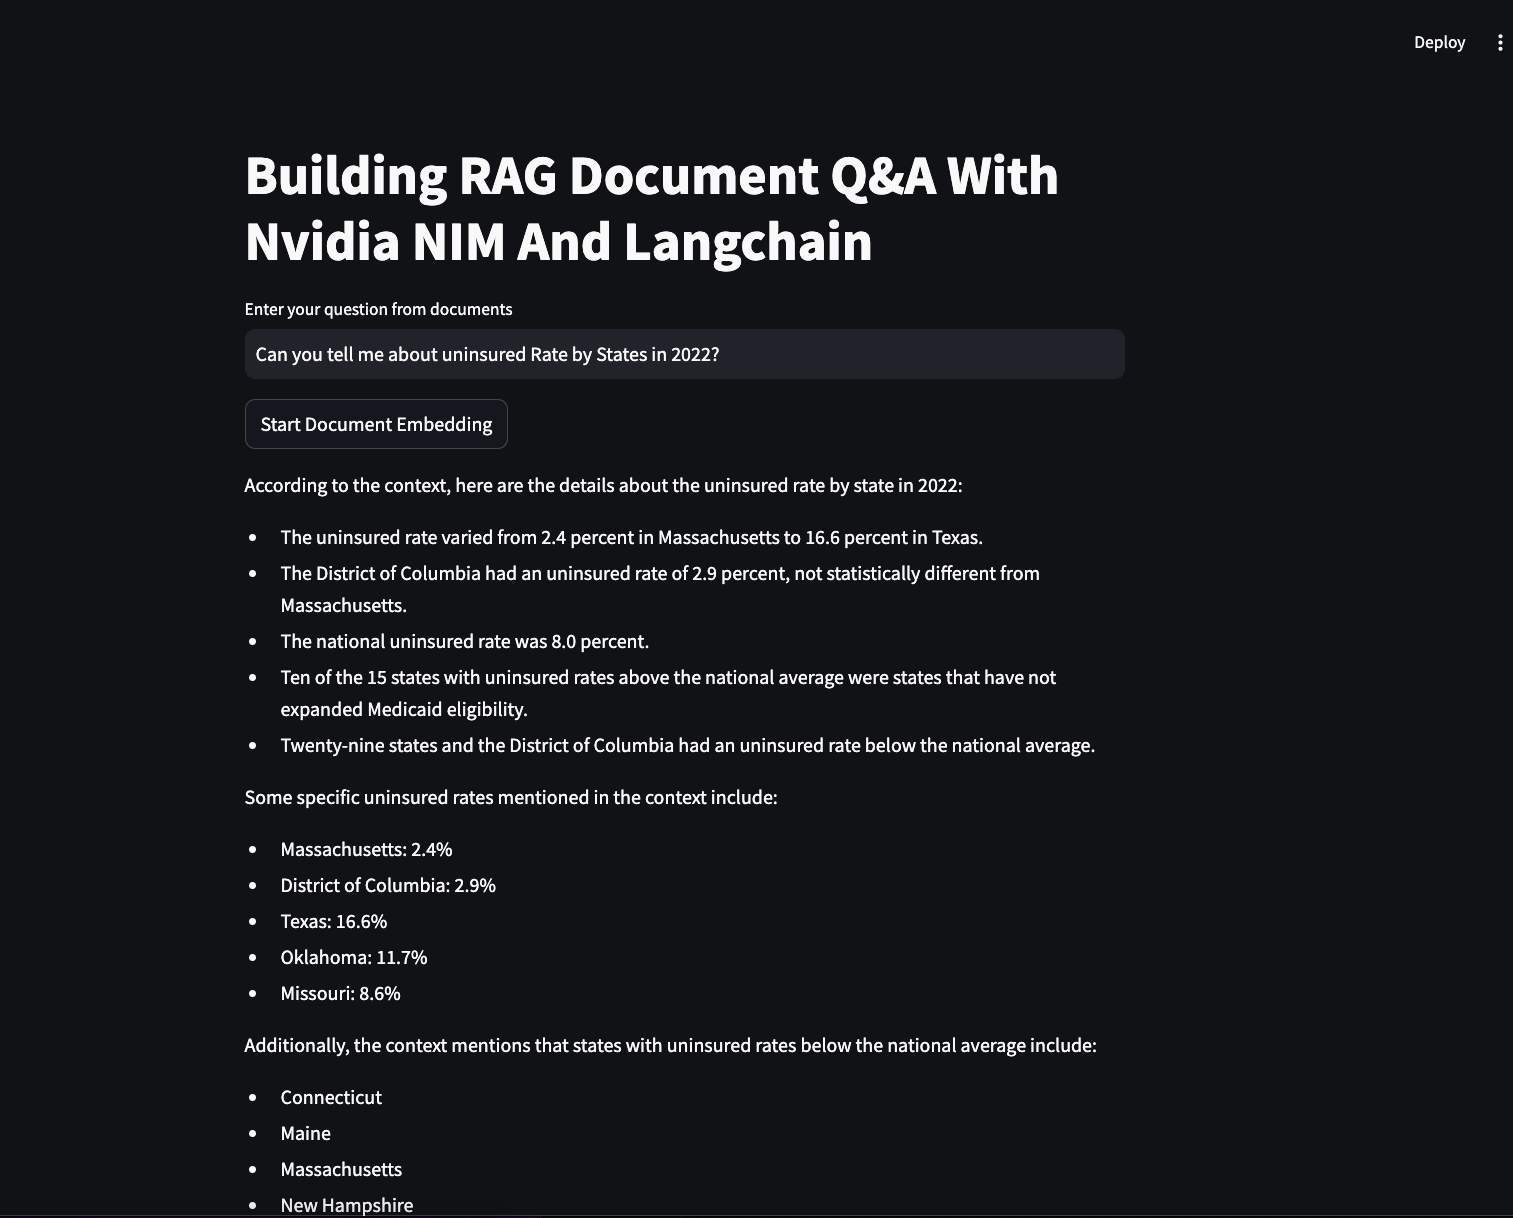 Deploy
Building RAG Document Q&A With
Nvidia NIM And Langchain
Enter your question from documents
Can you tell me about uninsured Rate by States in 2022?
Start Document Embedding
According to the context, here are the details about the uninsured rate by state in 2022:
• The uninsured rate varied from 2.4 percent in Massachusetts to 16.6 percent in Texas.
• The District of Columbia had an uninsured rate of 2.9 percent, not statistically different from
Massachusetts.
• The national uninsured rate was 8.0 percent.
• Ten of the 15 states with uninsured rates above the national average were states that have not
expanded Medicaid eligibility.
• Twenty-nine states and the District of Columbia had an uninsured rate below the national average.
Some specific uninsured rates mentioned in the context include:
• Massachusetts: 2.4%
• District of Columbia: 2.9%
• Texas: 16.6%
• Oklahoma: 11.7%
• Missouri: 8.6%
Additionally, the context mentions that states with uninsured rates below the national average include:
• Connecticut
• Maine
• Massachusetts
• New Hampshire